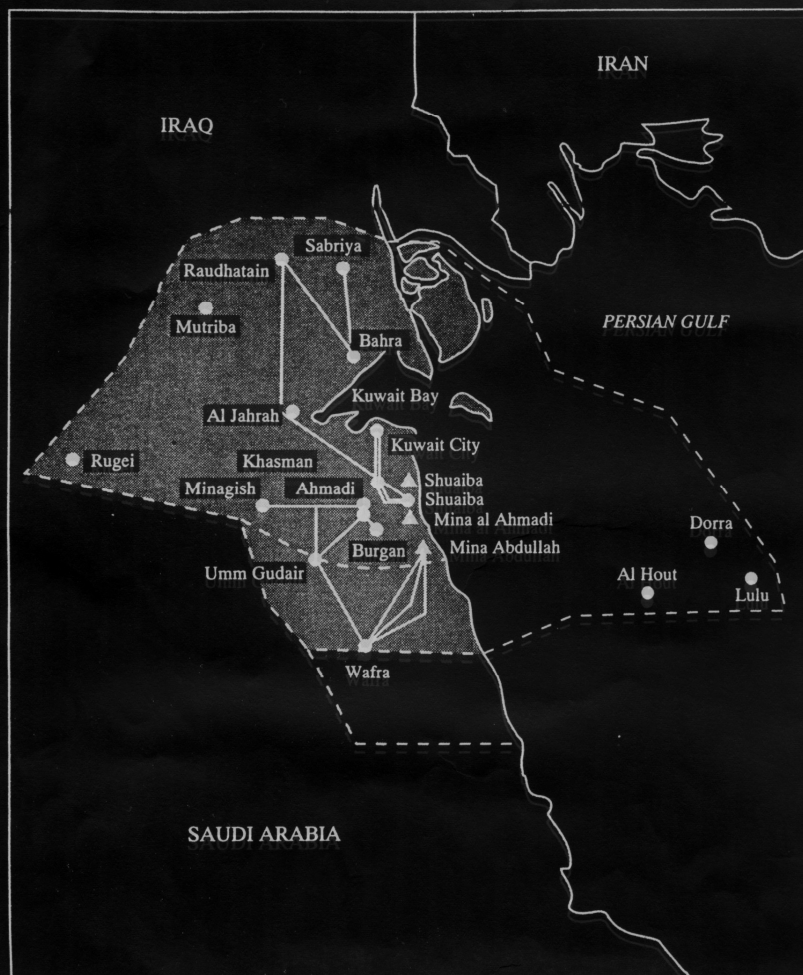 IRAN
IRAQ
Sabriya
Raudhatain
Mutriba
PERSIAN GULF
Bahra
Kuwait Bay
Al Jahrah
Kuwait City
Rugei
Khasman
Shuaiba
Minagish
Ahmadi
Shuaiba
Mina al Ahmadi
Dorra
Burgan
Mina Abdullah
Umm Gudair
Al Hout
Lulu
Wafra
SAUDI ARABIA